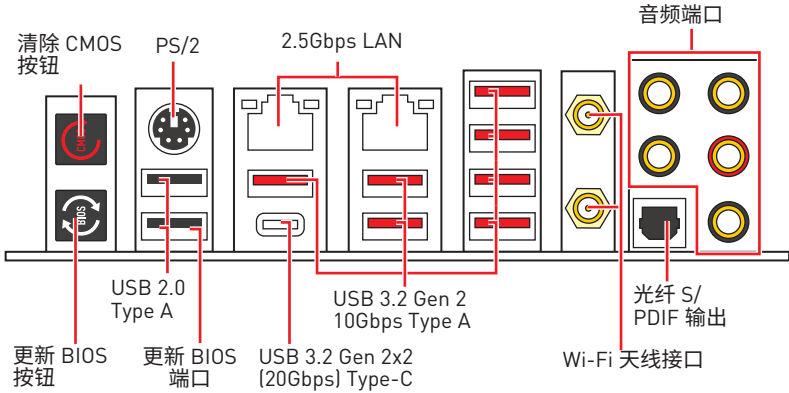 音频端口
清除 CMOS
按钮
PS/2
2.5Gbps LAN
CMOS
BIOS
USB 2.0
Type A
USB 3.2 Gen 2
10Gbps Type A
光纤 S/
PDIF 输出
更新 BIOS
按钮
更新 BIOS
端口
USB 3.2 Gen 2x2
(20Gbps) Type-C
Wi-Fi 天线接口